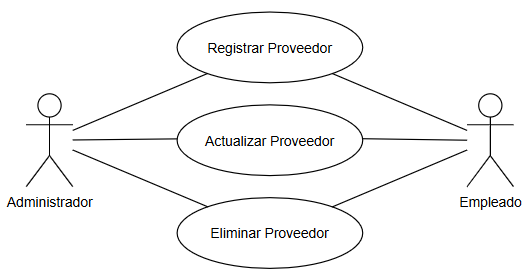 Registrar Proveedor
Actualizar Proveedor
Administrador
Empleado
Eliminar Proveedor